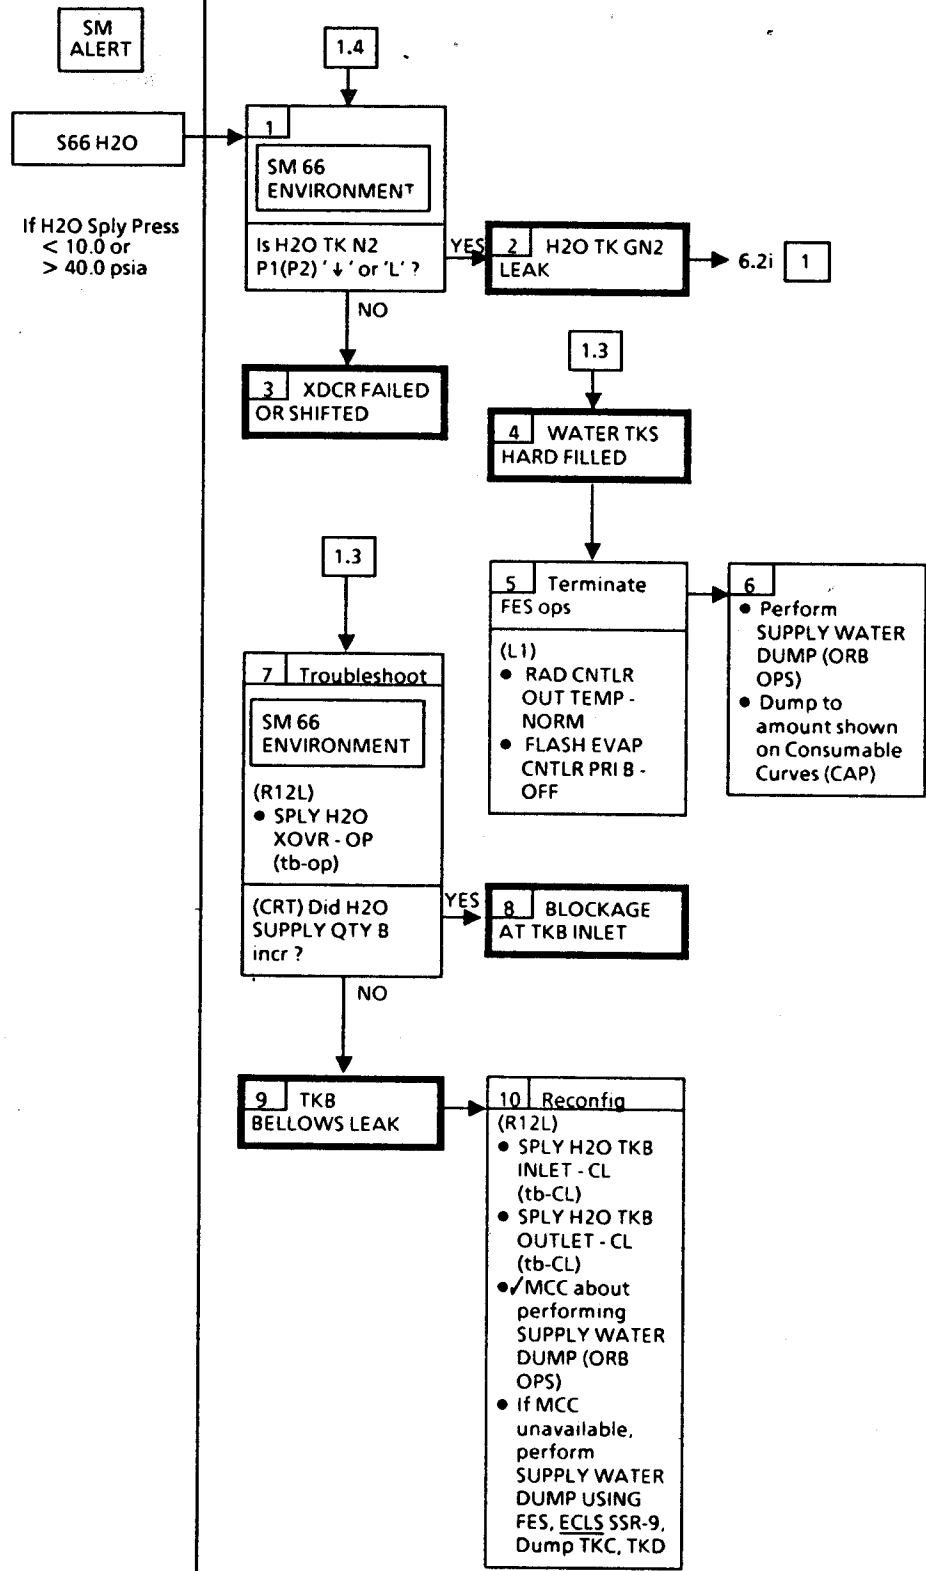 SM
ALERT
S66 H2O
If H2O Sply Press
< 10.0 or
> 40.0 psia
1.4
1
SM 66
ENVIRONMENT
Is H2O TK N2
P1(P2) '↓' or 'L' ?
YES
2 H2O TK GN2
LEAK
6.2i 1
NO
3 XDCR FAILED
OR SHIFTED
1.3
4 WATER TKS
HARD FILLED
5 Terminate
FES ops
(L1)
• RAD CNTLR
OUT TEMP -
NORM
• FLASH EVAP
CNTLR PRI B -
OFF
6
• Perform
SUPPLY WATER
DUMP (ORB
OPS)
• Dump to
amount shown
on Consumable
Curves (CAP)
1.3
7 Troubleshoot
SM 66
ENVIRONMENT
(R12L)
• SPLY H2O
XOVR - OP
(tb-op)
(CRT) Did H2O
SUPPLY QTY B
incr ?
YES
8 BLOCKAGE
AT TKB INLET
NO
9 TKB
BELLOWS LEAK
10 Reconfig
(R12L)
• SPLY H2O TKB
INLET - CL
(tb-CL)
• SPLY H2O TKB
OUTLET - CL
(tb-CL)
•✓MCC about
performing
SUPPLY WATER
DUMP (ORB
OPS)
• If MCC
unavailable,
perform
SUPPLY WATER
DUMP USING
FES, ECLS SSR-9,
Dump TKC, TKD